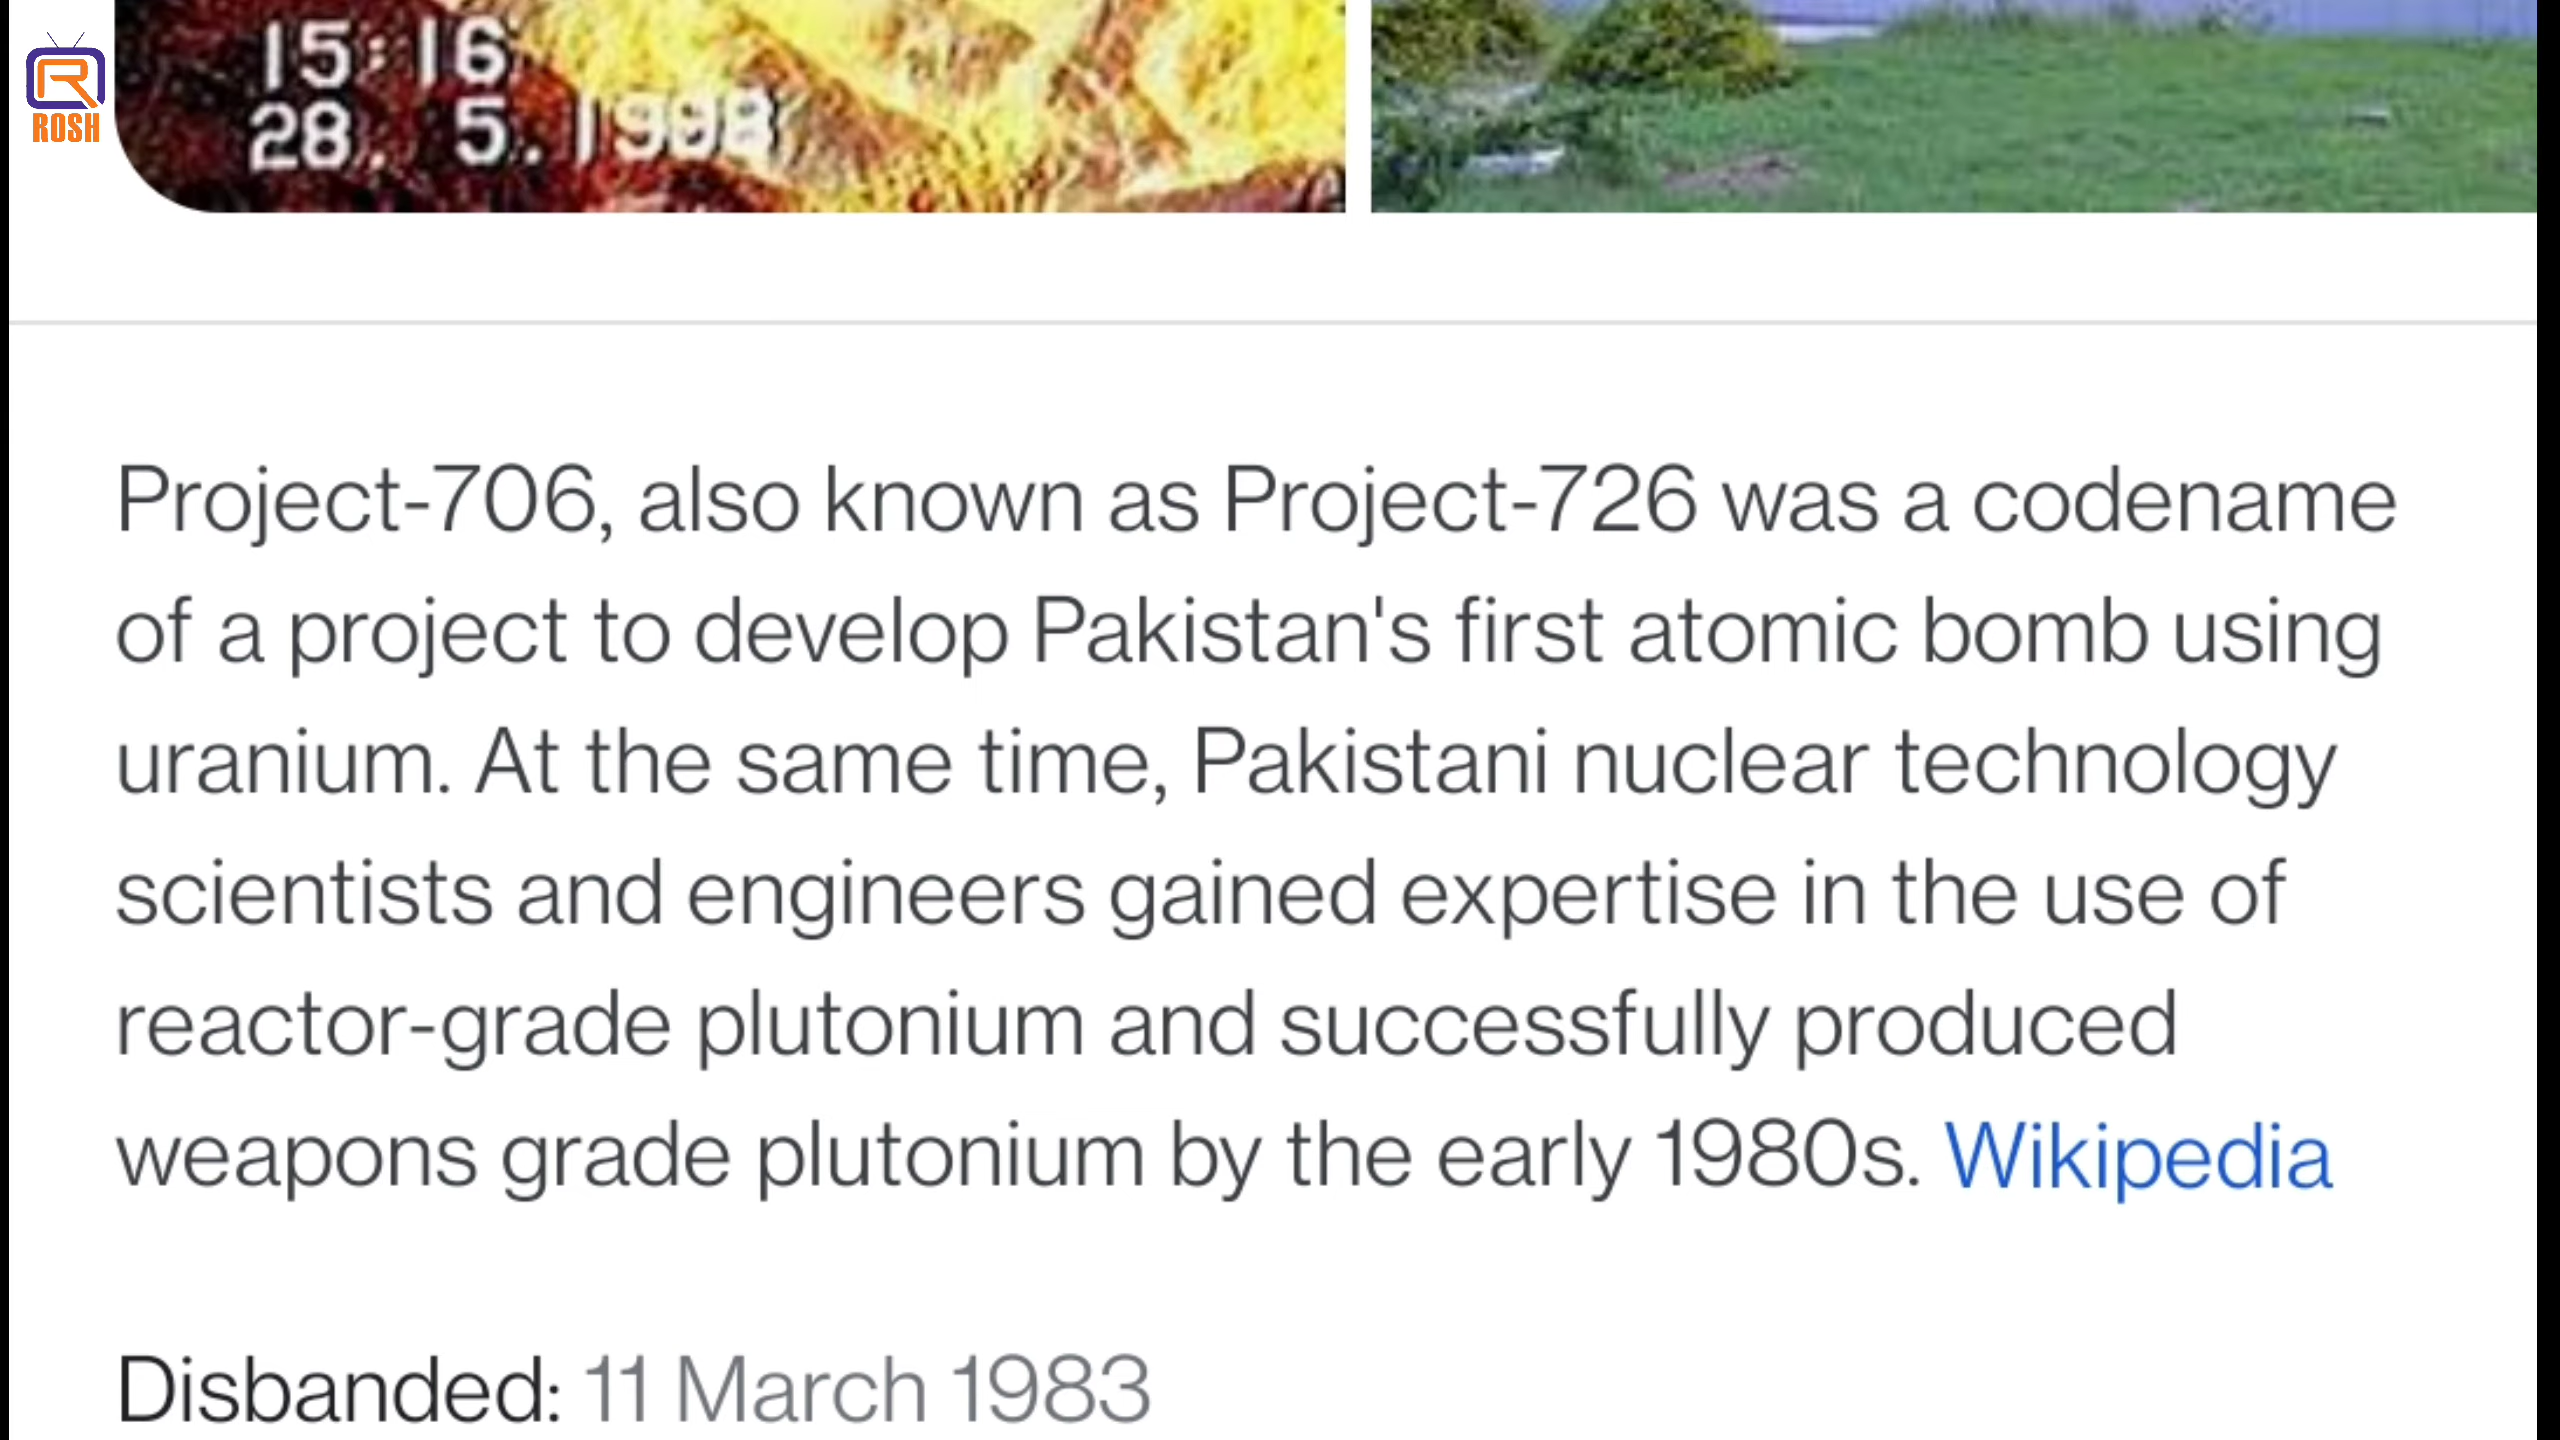 ROSH
15:16
28. 5. 1998
Project-706, also known as Project-726 was a codename
of a project to develop Pakistan's first atomic bomb using
uranium. At the same time, Pakistani nuclear technology
scientists and engineers gained expertise in the use of
reactor-grade plutonium and successfully produced
weapons grade plutonium by the early 1980s. Wikipedia
Disbanded: 11 March 1983